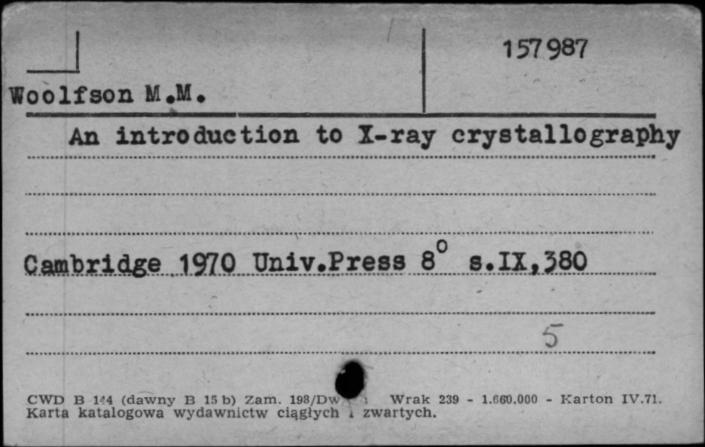 157987
Woolfson M.M.
An introduction to X-ray crystallography
Cambridge 1970 Univ.Press 8° s.IX,380
5
CWD B 144 (dawny B 15 b) Zam. 198/Dw Wrak 239 - 1.660.000 - Karton IV.71.
Karta katalogowa wydawnictw ciągłych i zwartych.